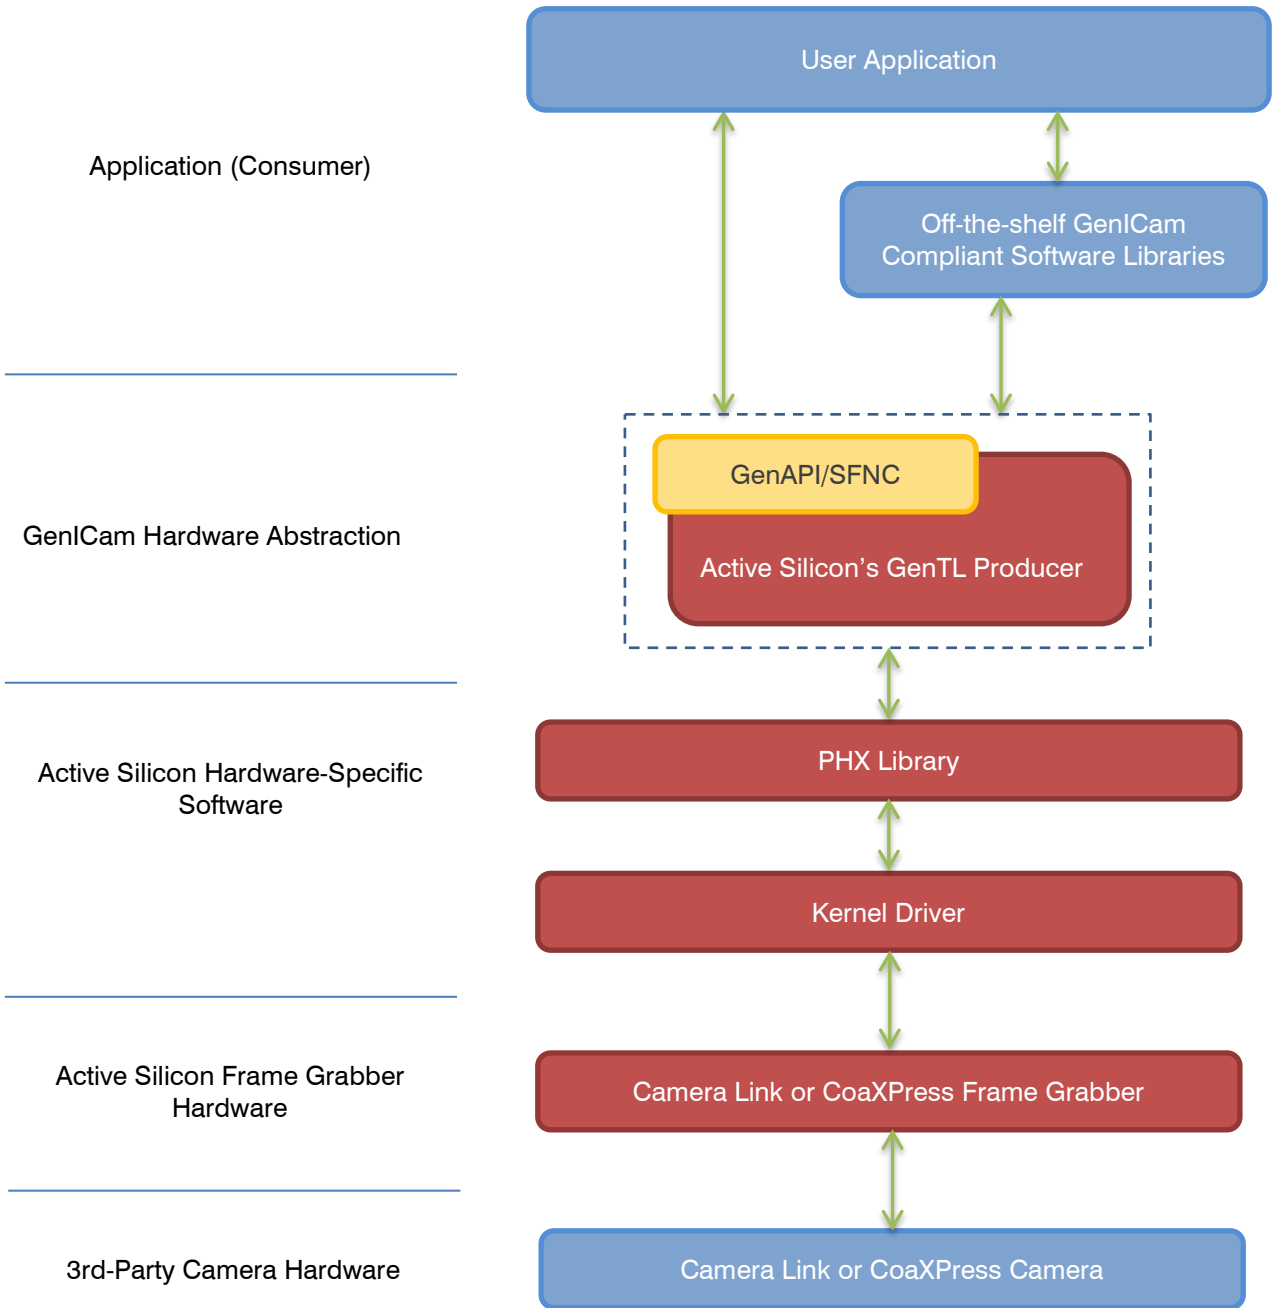 User Application
Application (Consumer)
Off-the-shelf GenICam
Compliant Software Libraries
GenAPI/SFNC
GenICam Hardware Abstraction
Active Silicon’s GenTL Producer
PHX Library
Active Silicon Hardware-Specific
Software
Kernel Driver
Active Silicon Frame Grabber
Hardware
Camera Link or CoaXPress Frame Grabber
3rd-Party Camera Hardware
Camera Link or CoaXPress Camera